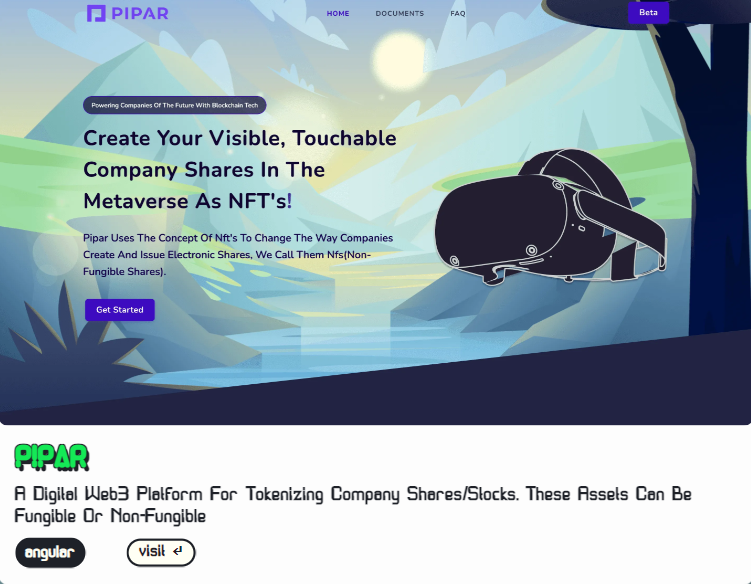 PIPAR
HOME DOCUMENTS FAQ
Beta
Powering Companies Of The Future With Blockchain Tech
Create Your Visible, Touchable
Company Shares In The
Metaverse As NFT's!
Pipar Uses The Concept Of Nft's To Change The Way Companies
Create And Issue Electronic Shares, We Call Them Nfs(Non-
Fungible Shares).
Get Started
PIPAR
A Digital Web3 Platform For Tokenizing Company Shares/Stocks. These Assets Can Be
Fungible Or Non-Fungible
angular
visit ↵